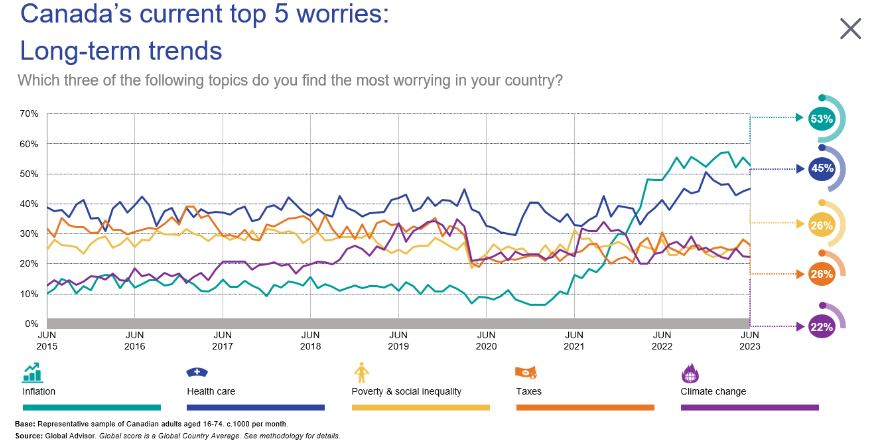 Canada's current top 5 worries:
Long-term trends
Which three of the following topics do you find the most worrying in your country?
70%
60%
50%
40%
30%
20%
10%
0%
JUN 2015
JUN 2016
JUN 2017
JUN 2018
JUN 2019
JUN 2020
JUN 2021
JUN 2022
JUN 2023
53%
45%
26%
26%
22%
Inflation
Health care
Poverty & social inequality
Taxes
Climate change
Base: Representative sample of Canadian adults aged 16-74. c.1000 per month.
Source: Global Advisor. Global score is a Global Country Average. See methodology for details.